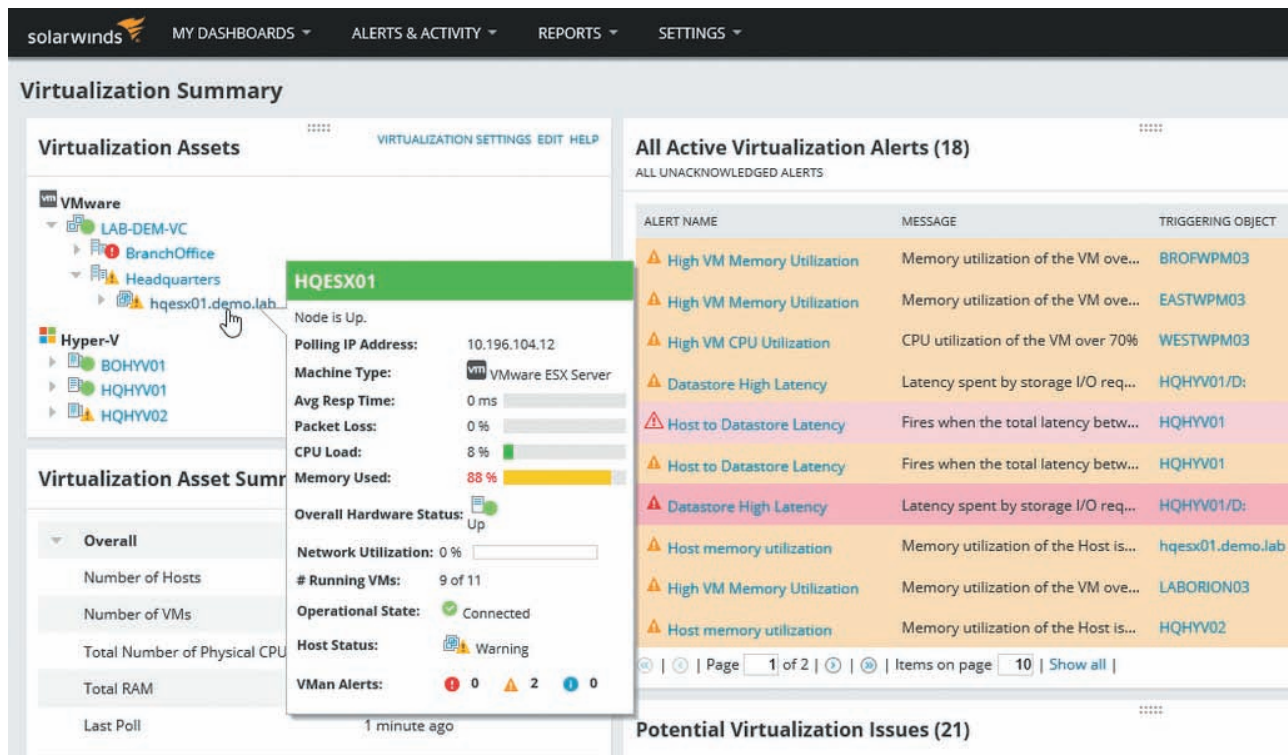 solarwinds MY DASHBOARDS ALERTS & ACTIVITY REPORTS SETTINGS
Virtualization Summary
Virtualization Assets
VIRTUALIZATION SETTINGS EDIT HELP
vm VMware
LAB-DEM-VC
BranchOffice
Headquarters
hqesx01.demo.lab
Hyper-V
BOHYV01
HQHYV01
HQHYV02
HQESX01
Node is Up.
Polling IP Address: 10.196.104.12
Machine Type: vm VMware ESX Server
Avg Resp Time: 0 ms
Packet Loss: 0 %
CPU Load: 8 %
Memory Used: 88 %
Overall Hardware Status: Up
Network Utilization: 0 %
# Running VMs: 9 of 11
Operational State: Connected
Host Status: Warning
VMan Alerts: 0 2 0
Virtualization Asset Summ
Overall
Number of Hosts
Number of VMs
Total Number of Physical CPU
Total RAM
Last Poll 1 minute ago
All Active Virtualization Alerts (18)
ALL UNACKNOWLEDGED ALERTS
ALERT NAME MESSAGE TRIGGERING OBJECT
High VM Memory Utilization Memory utilization of the VM ove... BROFWPM03
High VM Memory Utilization Memory utilization of the VM ove... EASTWPM03
High VM CPU Utilization CPU utilization of the VM over 70% WESTWPM03
Datastore High Latency Latency spent by storage I/O req... HQHYV01/D:
Host to Datastore Latency Fires when the total latency betw... HQHYV01
Host to Datastore Latency Fires when the total latency betw... HQHYV01
Datastore High Latency Latency spent by storage I/O req... HQHYV01/D:
Host memory utilization Memory utilization of the Host is... hqesx01.demo.lab
High VM Memory Utilization Memory utilization of the VM ove... LABORION03
Host memory utilization Memory utilization of the Host is... HQHYV02
| | Page 1 of 2 | | | Items on page 10 | Show all |
Potential Virtualization Issues (21)